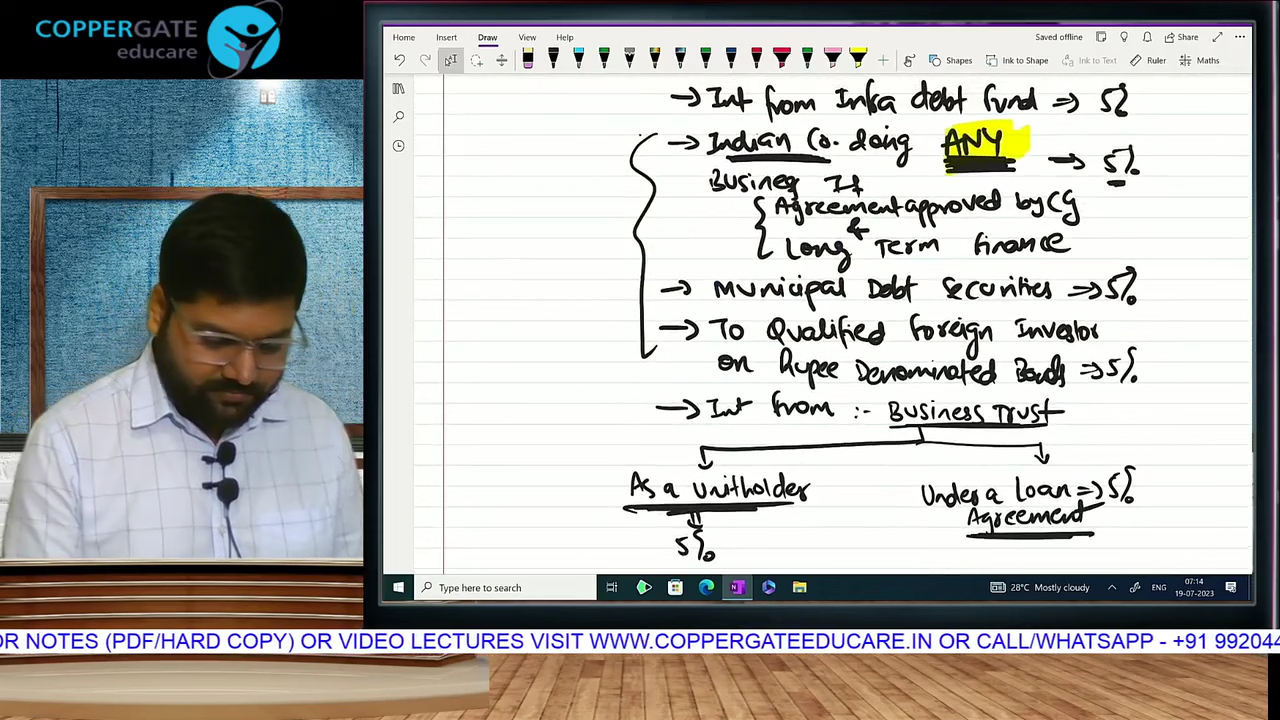 COPPERGATE
educare
Home Insert Draw View Help
Saved offline
Share
Shapes
Ink to Shape
Ink to Text
Ruler
Maths
→ Int from Infra debt fund => 5%
→ Indian Co. doing ANY → 5%
Business If
{ Agreement approved by CG
&
Long Term finance
→ Municipal Debt Securities => 5%
→ To Qualified foreign Investor
on Rupee Denominated Bonds => 5%
→ Int from :- Business Trust
As a Unitholder
Under a Loan => 5%
Agreement
5%
Type here to search
28°C Mostly cloudy
ENG
07:14
19-07-2023
OR NOTES (PDF/HARD COPY) OR VIDEO LECTURES VISIT WWW.COPPERGATEEDUCARE.IN OR CALL/WHATSAPP - +91 992044